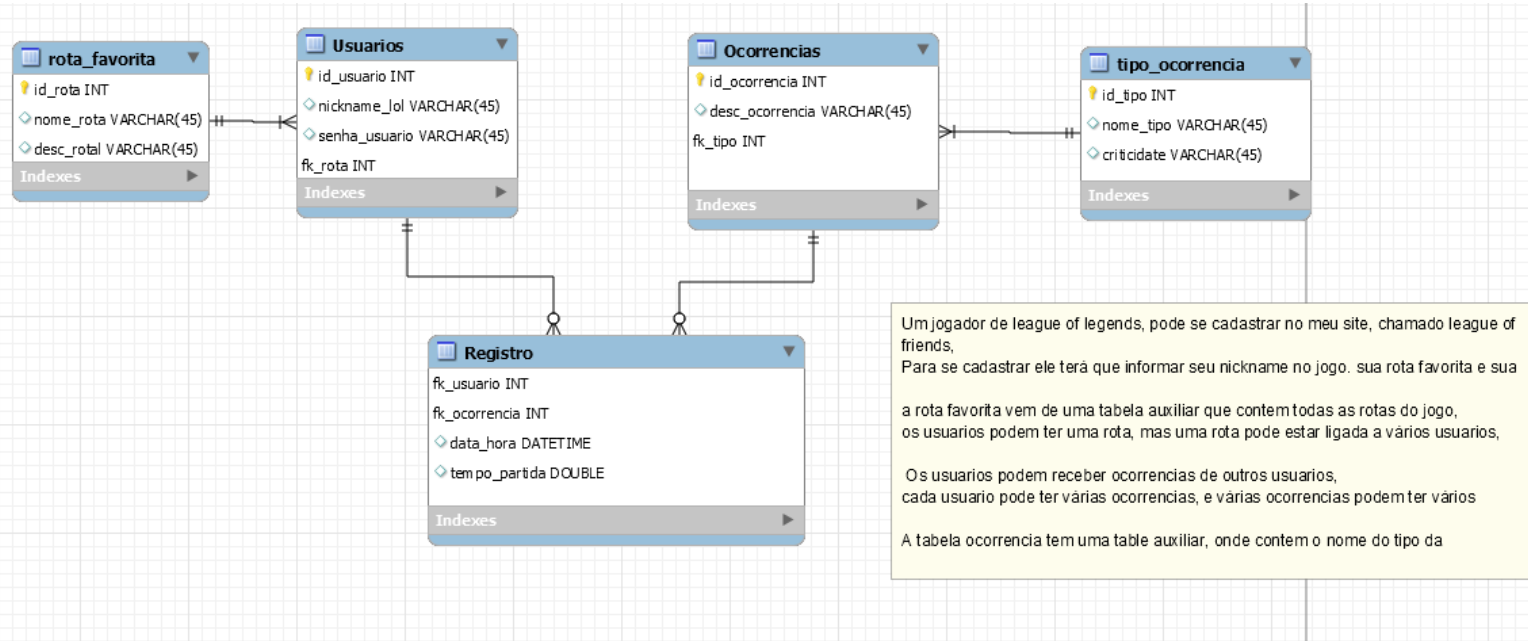 rota_favorita
id_rota INT
nome_rota VARCHAR(45)
desc_rotal VARCHAR(45)
Indexes
Usuarios
id_usuario INT
nickname_lol VARCHAR(45)
senha_usuario VARCHAR(45)
fk_rota INT
Indexes
Ocorrencias
id_ocorrencia INT
desc_ocorrencia VARCHAR(45)
fk_tipo INT
Indexes
tipo_ocorrencia
id_tipo INT
nome_tipo VARCHAR(45)
criticidate VARCHAR(45)
Indexes
Registro
fk_usuario INT
fk_ocorrencia INT
data_hora DATETIME
tempo_partida DOUBLE
Indexes
Um jogador de league of legends, pode se cadastrar no meu site, chamado league of
friends,
Para se cadastrar ele terá que informar seu nickname no jogo. sua rota favorita e sua
a rota favorita vem de uma tabela auxiliar que contem todas as rotas do jogo,
os usuarios podem ter uma rota, mas uma rota pode estar ligada a vários usuarios,
Os usuarios podem receber ocorrencias de outros usuarios,
cada usuario pode ter várias ocorrencias, e várias ocorrencias podem ter vários
A tabela ocorrencia tem uma table auxiliar, onde contem o nome do tipo da